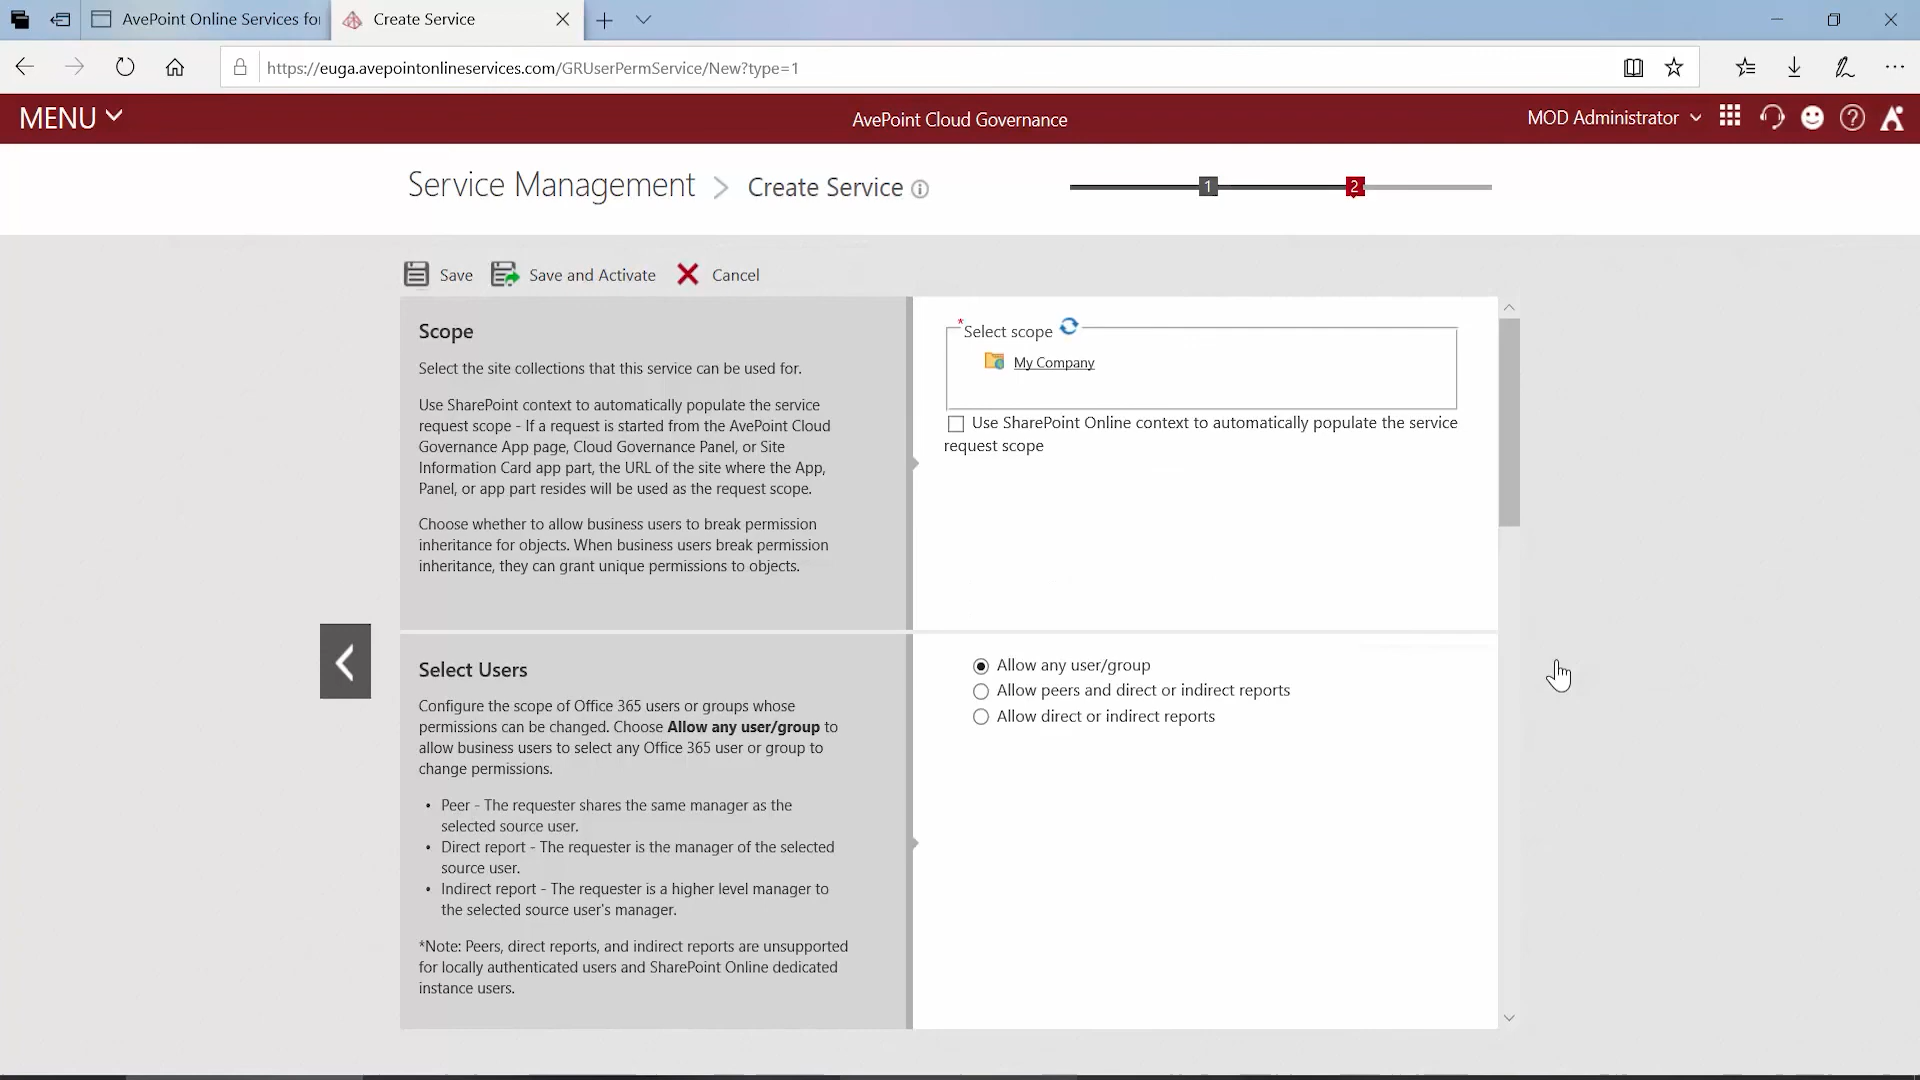 AvePoint Online Services for
Create Service
https://euga.avepointonlineservices.com/GRUserPermService/New?type=1
MENU
AvePoint Cloud Governance
MOD Administrator
Service Management > Create Service
1
2
Save
Save and Activate
Cancel
Scope
Select the site collections that this service can be used for.
Use SharePoint context to automatically populate the service
request scope - If a request is started from the AvePoint Cloud
Governance App page, Cloud Governance Panel, or Site
Information Card app part, the URL of the site where the App,
Panel, or app part resides will be used as the request scope.
Choose whether to allow business users to break permission
inheritance for objects. When business users break permission
inheritance, they can grant unique permissions to objects.
*Select scope
My Company
Use SharePoint Online context to automatically populate the service
request scope
Select Users
Configure the scope of Office 365 users or groups whose
permissions can be changed. Choose Allow any user/group to
allow business users to select any Office 365 user or group to
change permissions.
• Peer - The requester shares the same manager as the
selected source user.
• Direct report - The requester is the manager of the selected
source user.
• Indirect report - The requester is a higher level manager to
the selected source user's manager.
*Note: Peers, direct reports, and indirect reports are unsupported
for locally authenticated users and SharePoint Online dedicated
instance users.
Allow any user/group
Allow peers and direct or indirect reports
Allow direct or indirect reports